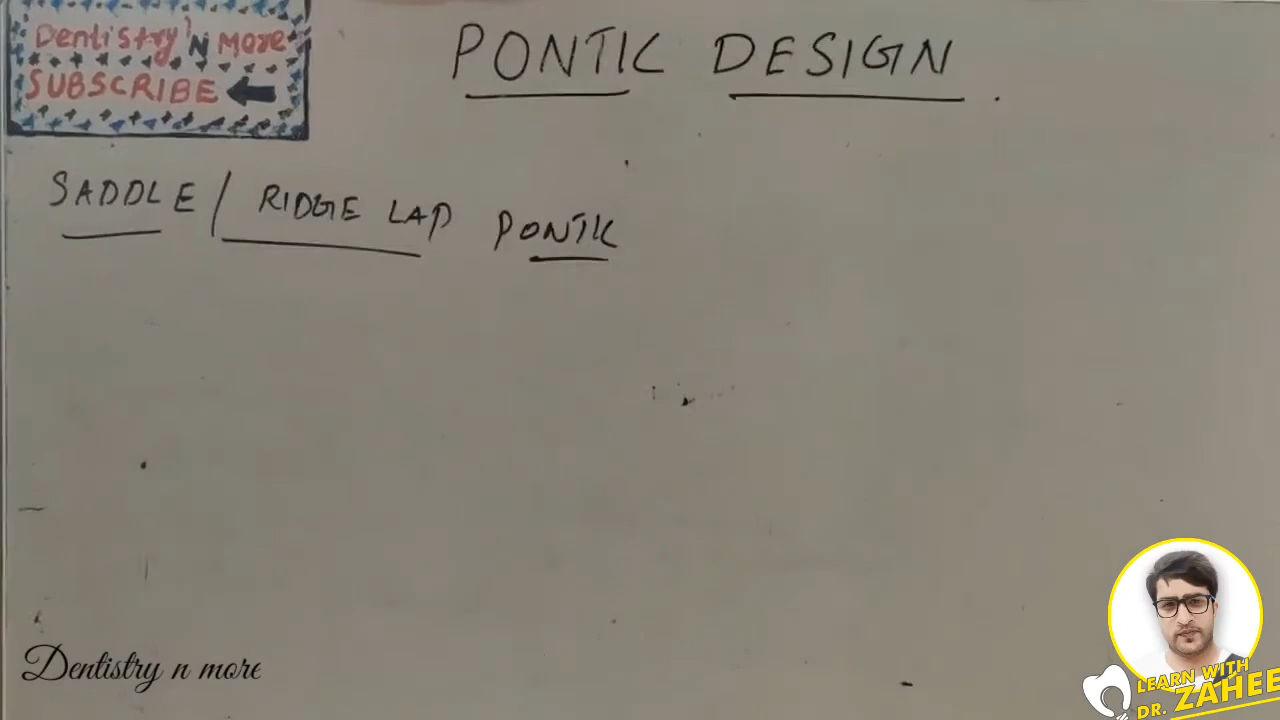 Dentistry'N More
SUBSCRIBE
PONTIC DESIGN.
SADDLE / RIDGE LAP PONTIC
Dentistry n more
LEARN WITH
DR. ZAHEE